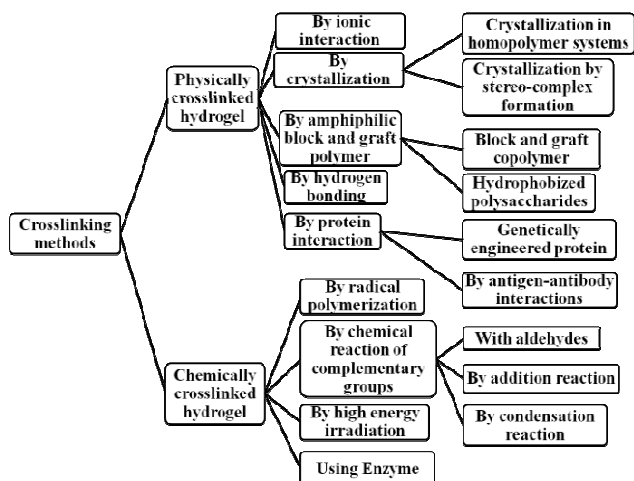 Crosslinking
methods
Physically
crosslinked
hydrogel
By ionic
interaction
By
crystallization
Crystallization in
homopolymer systems
Crystallization by
stereo-complex
formation
By amphiphilic
block and graft
polymer
Block and graft
copolymer
Hydrophobized
polysaccharides
By hydrogen
bonding
By protein
interaction
Genetically
engineered protein
By antigen-antibody
interactions
Chemically
crosslinked
hydrogel
By radical
polymerization
By chemical
reaction of
complementary
groups
With aldehydes
By addition reaction
By condensation
reaction
By high energy
irradiation
Using Enzyme